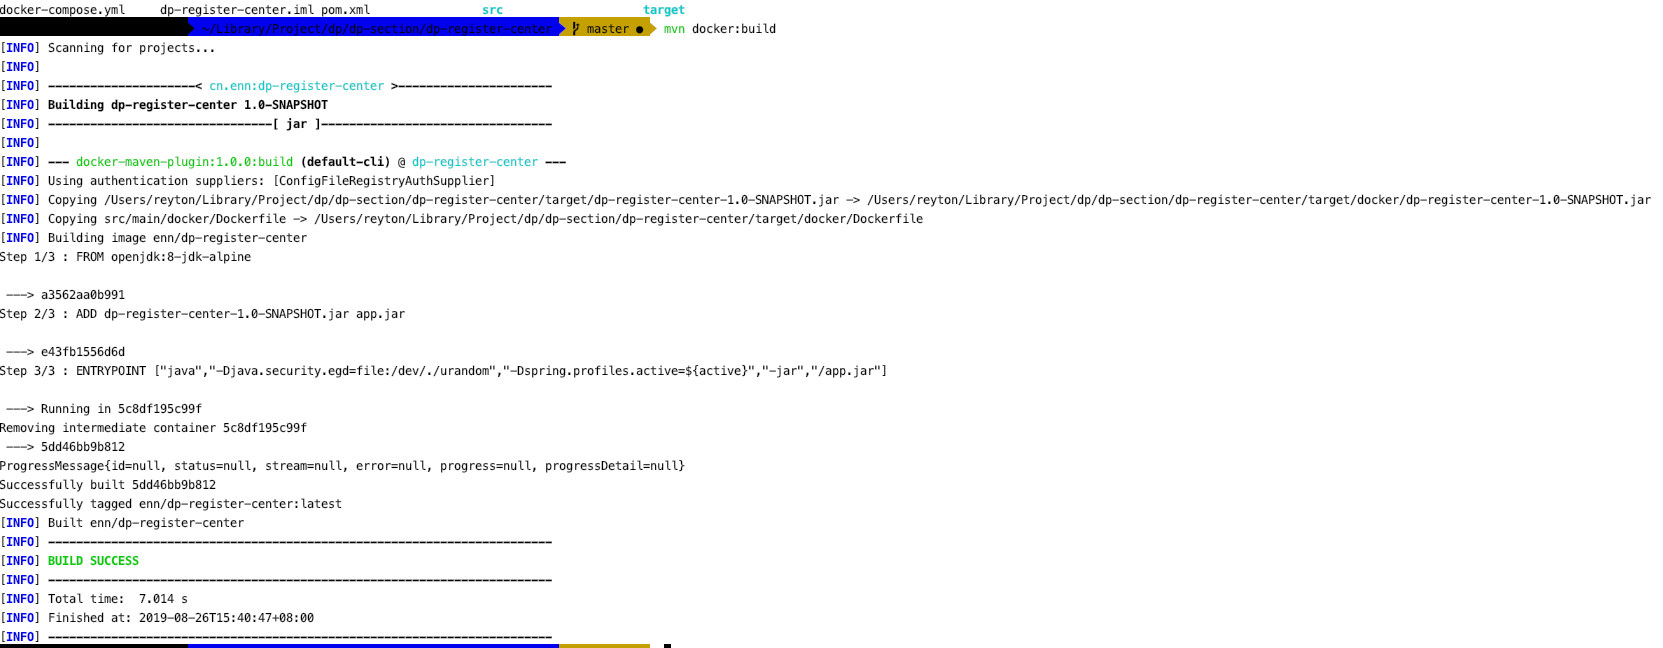 docker-compose.yml dp-register-center.iml pom.xml src target
~/Library/Project/dp/dp-section/dp-register-center master ● mvn docker:build
[INFO] Scanning for projects...
[INFO]
[INFO] ---------------------< cn.enn:dp-register-center >----------------------
[INFO] Building dp-register-center 1.0-SNAPSHOT
[INFO] --------------------------------[ jar ]---------------------------------
[INFO]
[INFO] --- docker-maven-plugin:1.0.0:build (default-cli) @ dp-register-center ---
[INFO] Using authentication suppliers: [ConfigFileRegistryAuthSupplier]
[INFO] Copying /Users/reyton/Library/Project/dp/dp-section/dp-register-center/target/dp-register-center-1.0-SNAPSHOT.jar -> /Users/reyton/Library/Project/dp/dp-section/dp-register-center/target/docker/dp-register-center-1.0-SNAPSHOT.jar
[INFO] Copying src/main/docker/Dockerfile -> /Users/reyton/Library/Project/dp/dp-section/dp-register-center/target/docker/Dockerfile
[INFO] Building image enn/dp-register-center
Step 1/3 : FROM openjdk:8-jdk-alpine
---> a3562aa0b991
Step 2/3 : ADD dp-register-center-1.0-SNAPSHOT.jar app.jar
---> e43fb1556d6d
Step 3/3 : ENTRYPOINT ["java","-Djava.security.egd=file:/dev/./urandom","-Dspring.profiles.active=${active}","-jar","/app.jar"]
---> Running in 5c8df195c99f
Removing intermediate container 5c8df195c99f
---> 5dd46bb9b812
ProgressMessage{id=null, status=null, stream=null, error=null, progress=null, progressDetail=null}
Successfully built 5dd46bb9b812
Successfully tagged enn/dp-register-center:latest
[INFO] Built enn/dp-register-center
[INFO] ------------------------------------------------------------------------
[INFO] BUILD SUCCESS
[INFO] ------------------------------------------------------------------------
[INFO] Total time:  7.014 s
[INFO] Finished at: 2019-08-26T15:40:47+08:00
[INFO] ------------------------------------------------------------------------